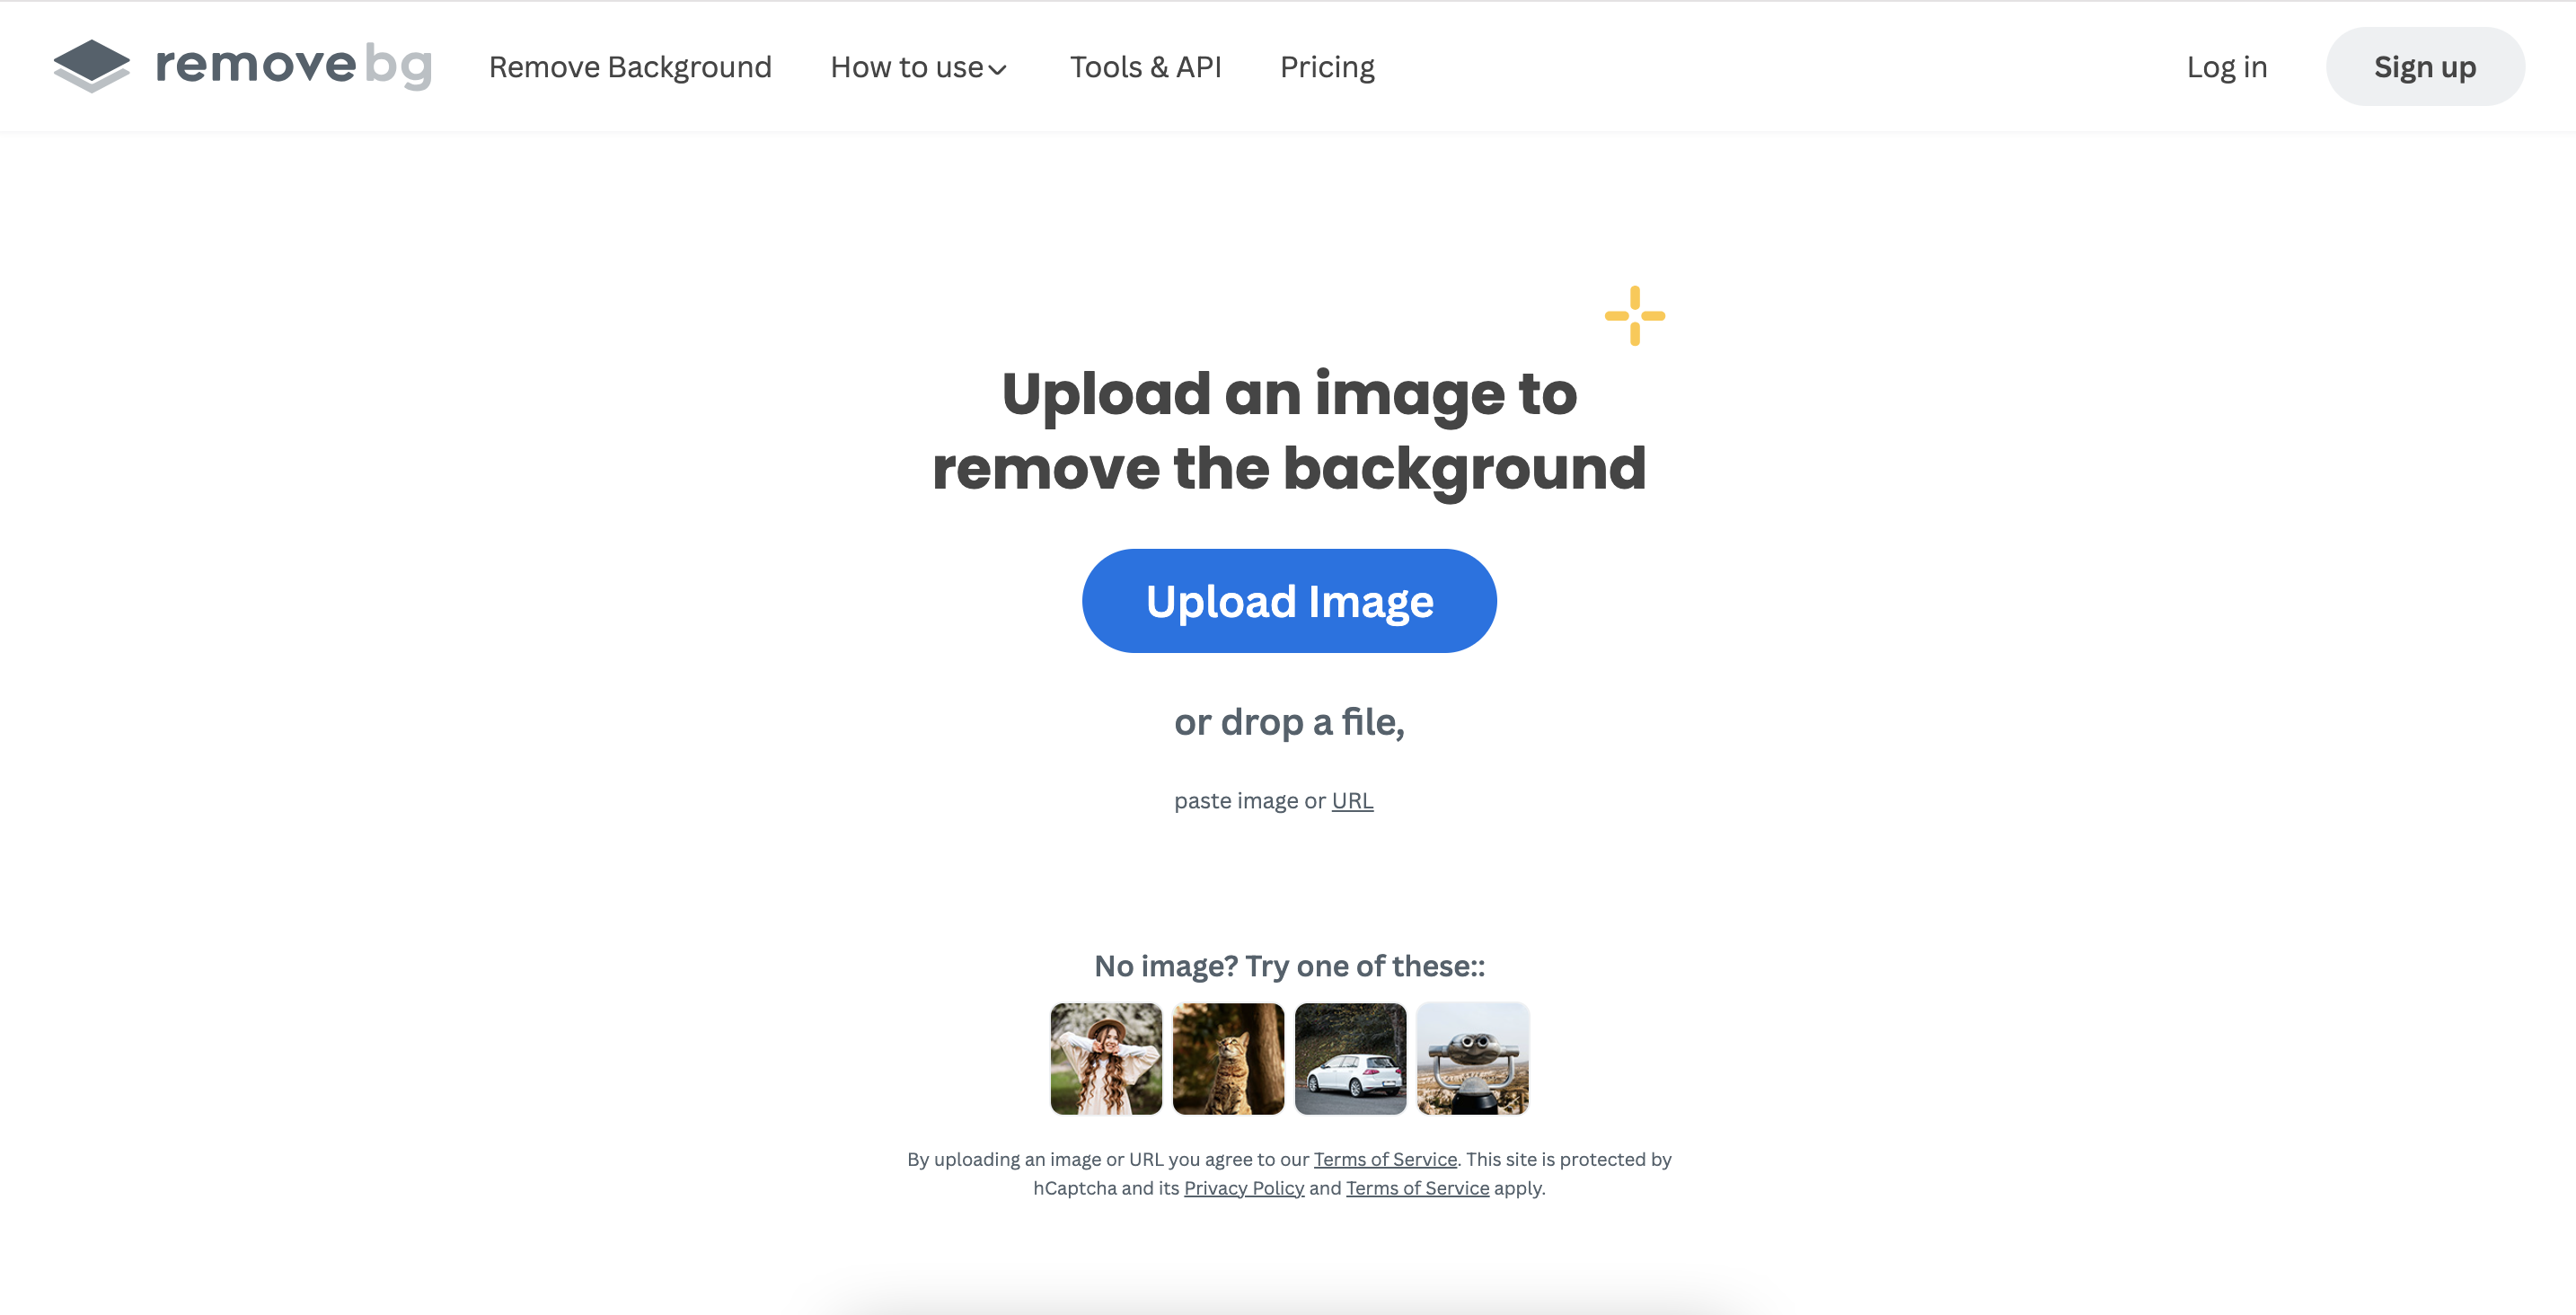 removebg
Remove Background
How to use
Tools & API
Pricing
Log in
Sign up
Upload an image to
remove the background
Upload Image
or drop a file,
paste image or URL
No image? Try one of these::
By uploading an image or URL you agree to our Terms of Service. This site is protected by
hCaptcha and its Privacy Policy and Terms of Service apply.